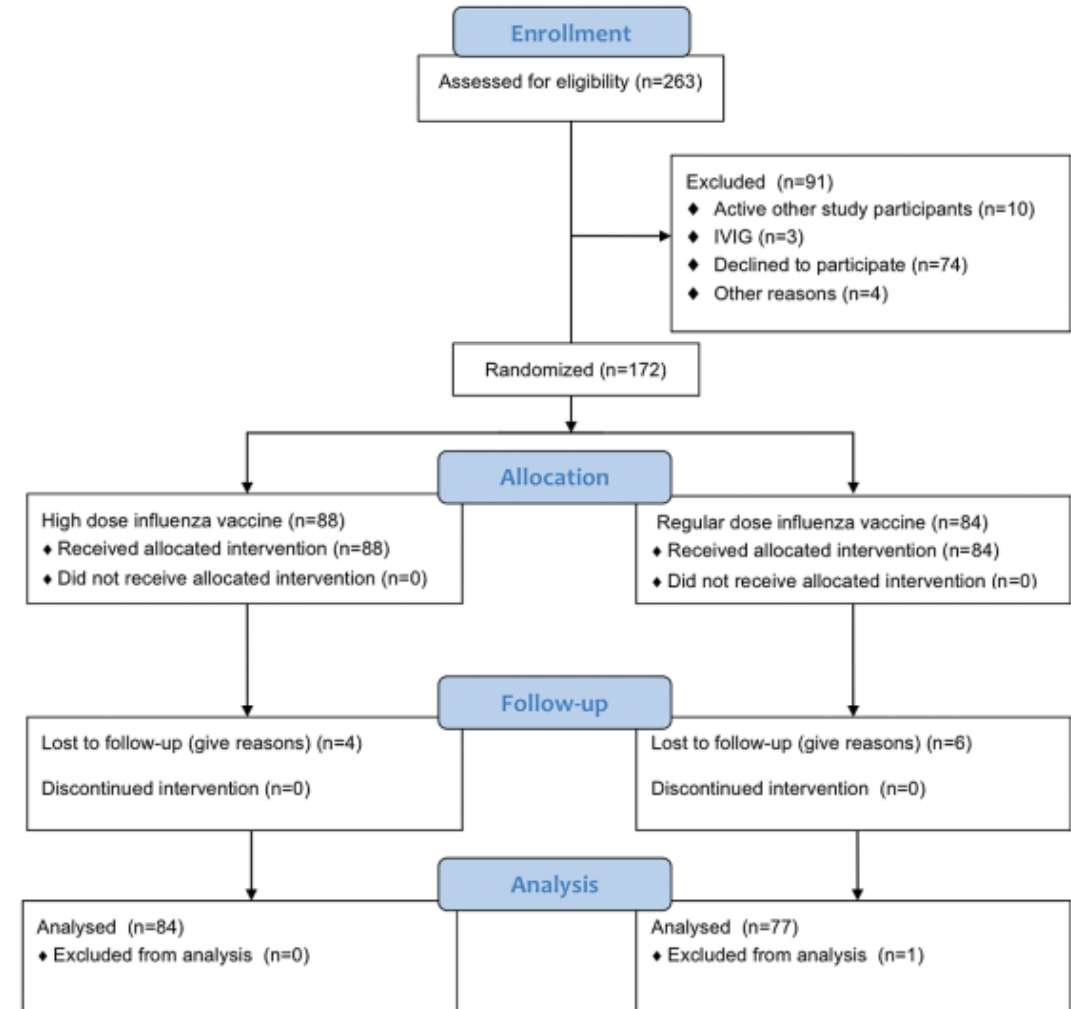 Enrollment
Assessed for eligibility (n=263)
Excluded (n=91)
♦ Active other study participants (n=10)
♦ IVIG (n=3)
♦ Declined to participate (n=74)
♦ Other reasons (n=4)
Randomized (n=172)
Allocation
High dose influenza vaccine (n=88)
♦ Received allocated intervention (n=88)
♦ Did not receive allocated intervention (n=0)
Regular dose influenza vaccine (n=84)
♦ Received allocated intervention (n=84)
♦ Did not receive allocated intervention (n=0)
Follow-up
Lost to follow-up (give reasons) (n=4)
Discontinued intervention (n=0)
Lost to follow-up (give reasons) (n=6)
Discontinued intervention (n=0)
Analysis
Analysed (n=84)
♦ Excluded from analysis (n=0)
Analysed (n=77)
♦ Excluded from analysis (n=1)